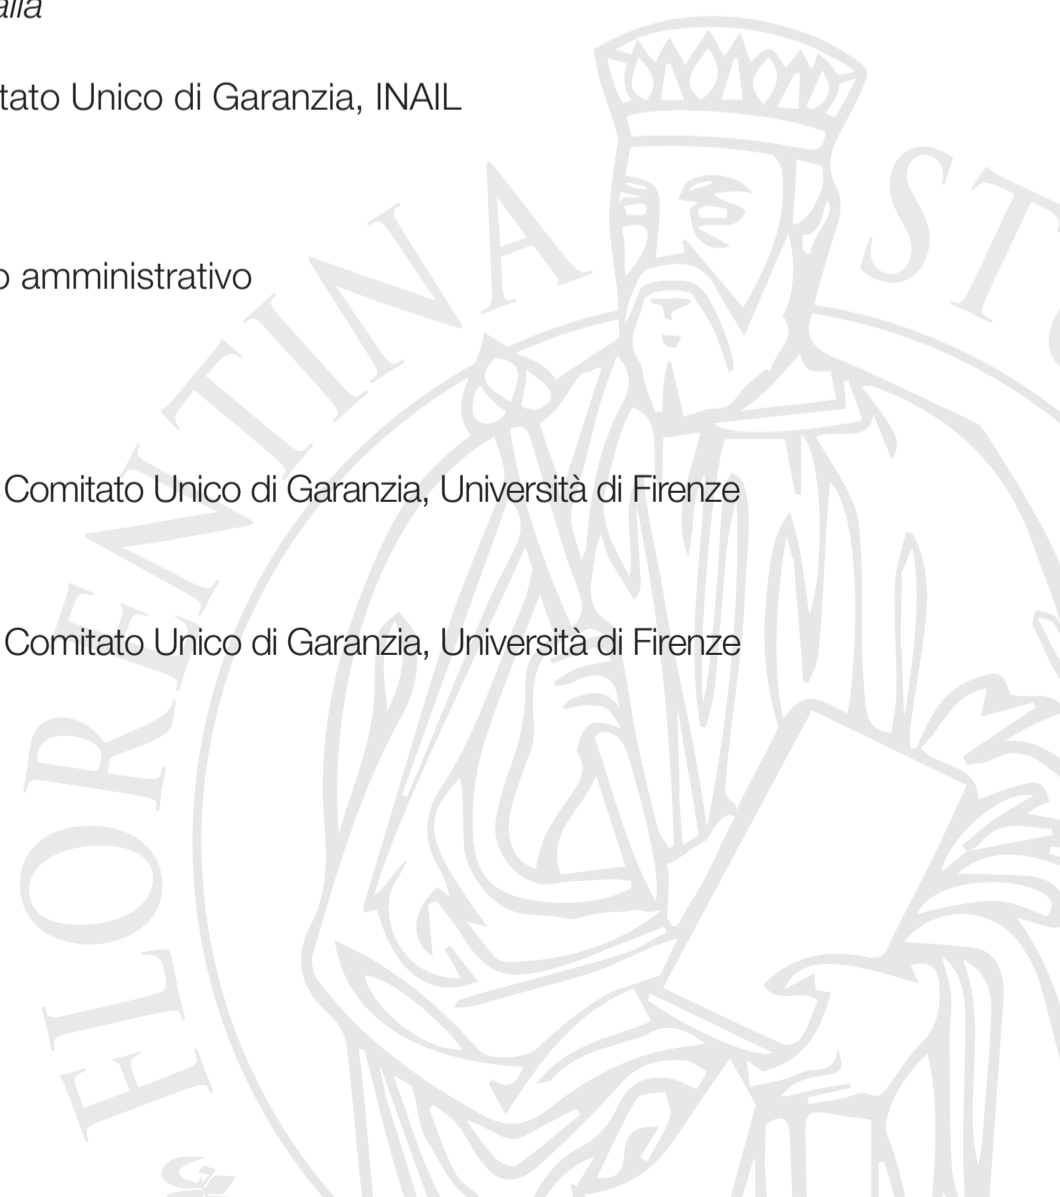 tato Unico di Garanzia, INAIL
amministrativo
Comitato Unico di Garanzia, Università di Firenze
Comitato Unico di Garanzia, Università di Firenze
FLORENTINA